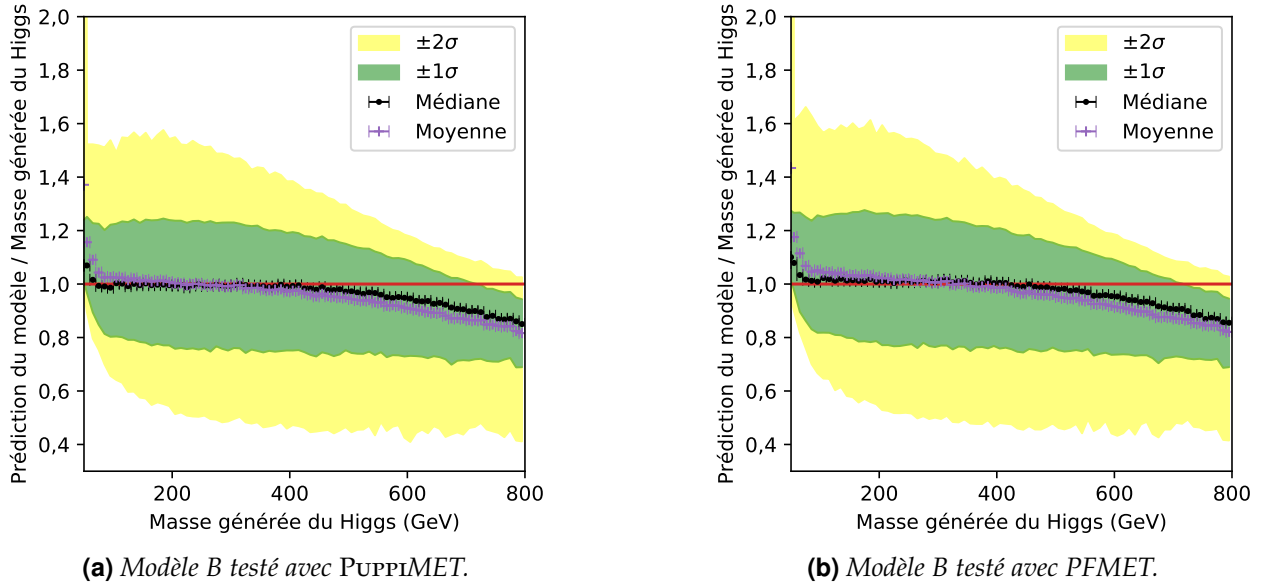 Prédiction du modèle / Masse générée du Higgs
2,0
1,8
1,6
1,4
1,2
1,0
0,8
0,6
0,4
±2σ
±1σ
Médiane
Moyenne
200
400
600
800
Masse générée du Higgs (GeV)
(a) Modèle B testé avec PUPPIMET.
Prédiction du modèle / Masse générée du Higgs
2,0
1,8
1,6
1,4
1,2
1,0
0,8
0,6
0,4
±2σ
±1σ
Médiane
Moyenne
200
400
600
800
Masse générée du Higgs (GeV)
(b) Modèle B testé avec PFMET.